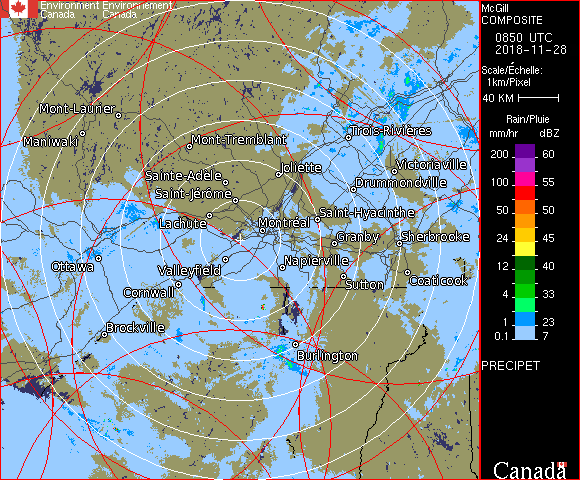 Environment Environnement
Canada Canada
McGill
COMPOSITE
0850 UTC
2018-11-28
Scale/Échelle:
1km/Pixel
40 KM
Rain/Pluie
mm/hr dBZ
200 60
100 55
50 50
24 45
12 40
8 35
4 30
1 23
0.1 7
PRECIPET
Canada
Mont-Laurier
Maniwaki
Mont-Tremblant
Trois-Rivières
Joliette
Victoriaville
Sainte-Adèle
Drummondville
Saint-Jérôme
Lachute
Saint-Hyacinthe
Montréal
Granby
Sherbrooke
Ottawa
Valleyfield
Napierville
Coaticook
Sutton
Cornwall
Brockville
Burlington